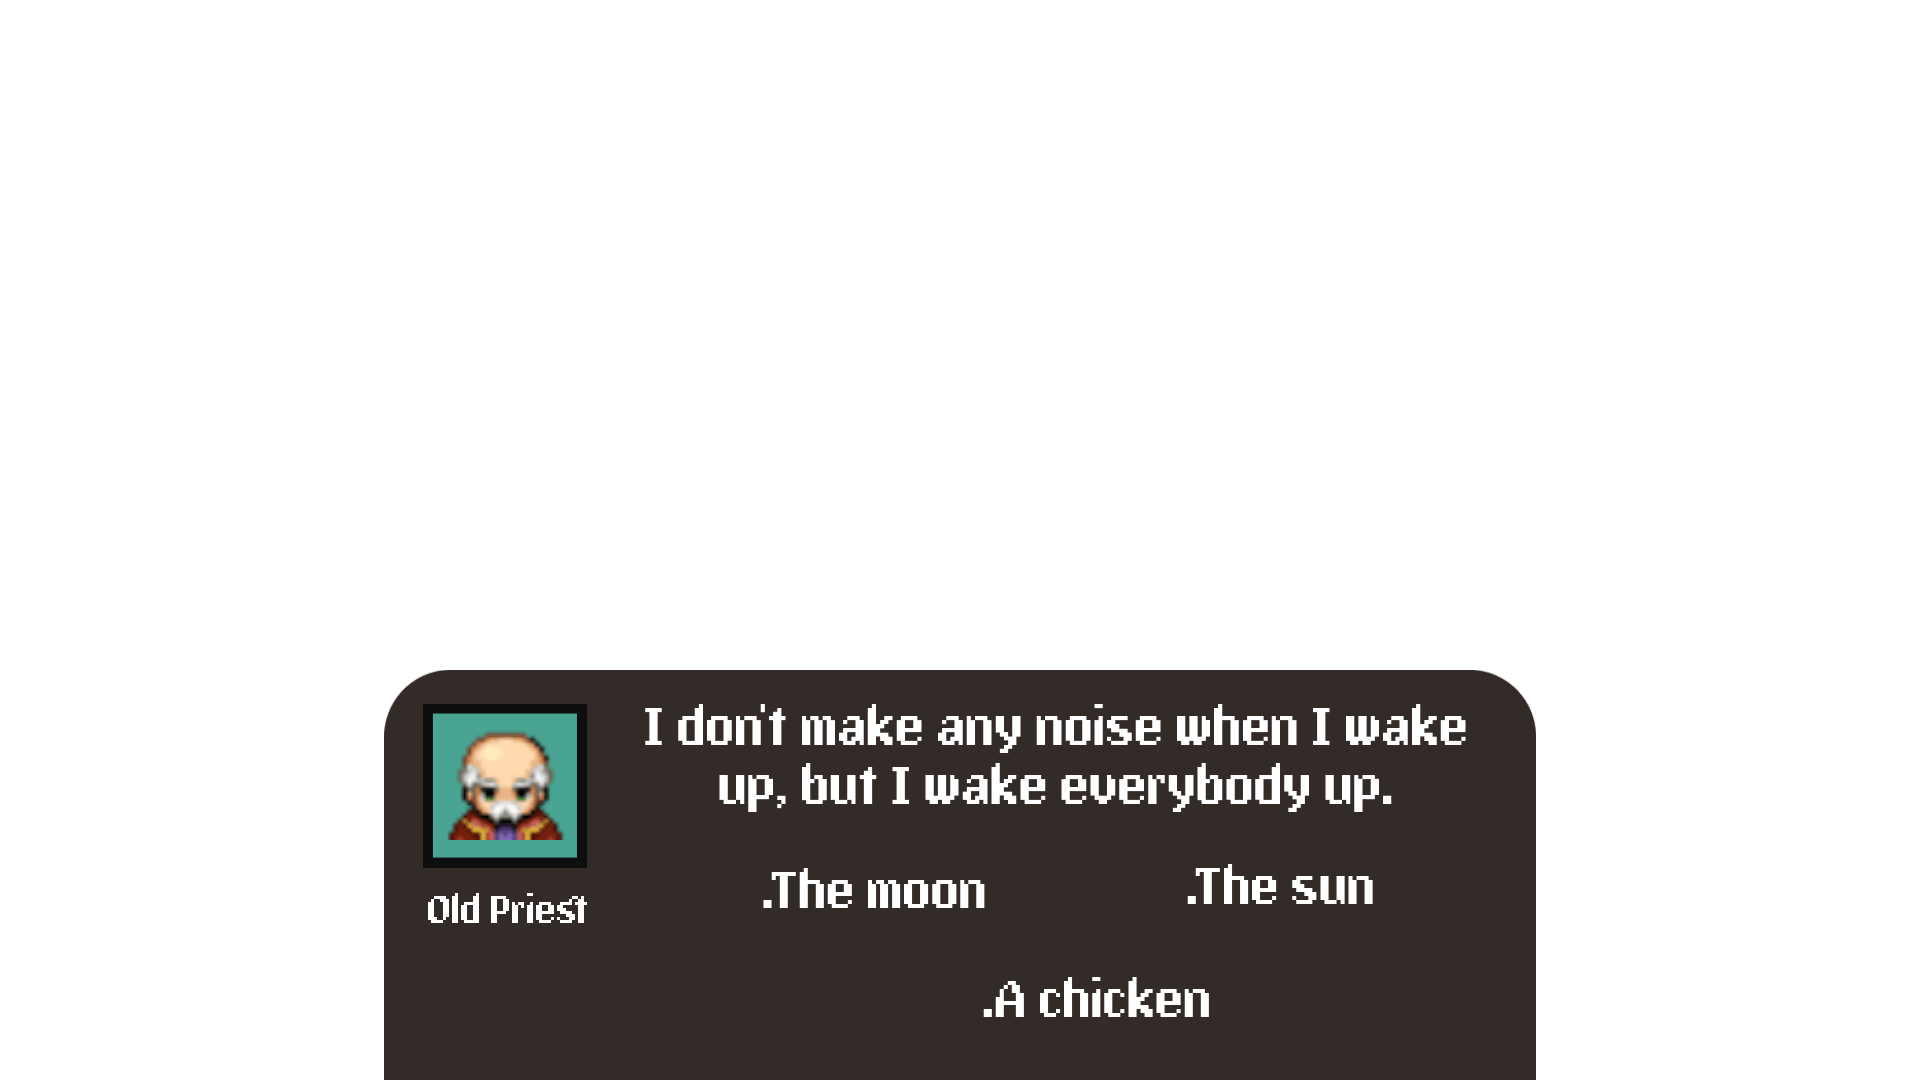 I don't make any noise when I wake
up, but I wake everybody up.
.The moon
.The sun
Old Priest
.A chicken